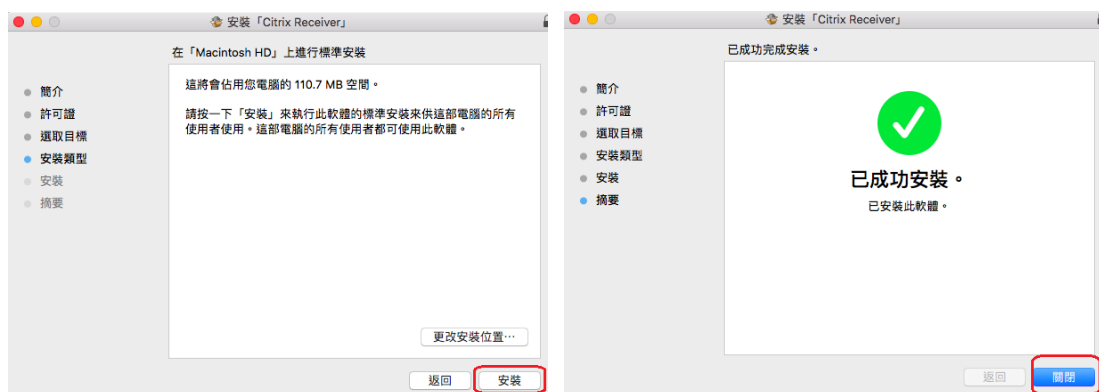 安裝「Citrix Receiver」
在「Macintosh HD」上進行標準安裝
簡介
許可證
選取目標
安裝類型
安裝
摘要
這將會佔用您電腦的 110.7 MB 空間。
請按一下「安裝」來執行此軟體的標準安裝來供這部電腦的所有
使用者使用。這部電腦的所有使用者都可使用此軟體。
更改安裝位置⋯
返回
安裝
安裝「Citrix Receiver」
已成功完成安裝。
簡介
許可證
選取目標
安裝類型
安裝
摘要
已成功安裝。
已安裝此軟體。
返回
關閉